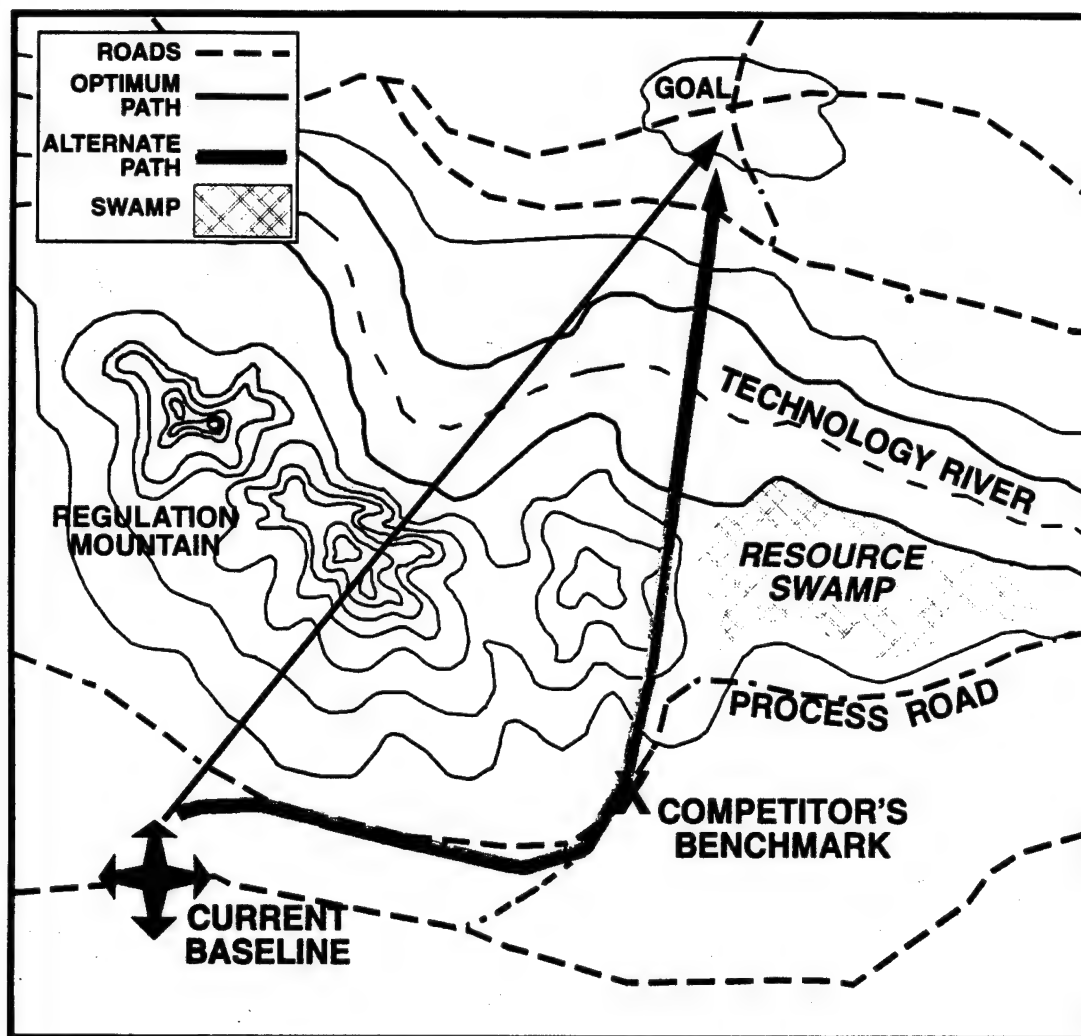 ROADS
OPTIMUM
PATH
ALTERNATE
PATH
SWAMP
GOAL
TECHNOLOGY RIVER
REGULATION
MOUNTAIN
RESOURCE
SWAMP
PROCESS ROAD
X
COMPETITOR'S
BENCHMARK
CURRENT
BASELINE